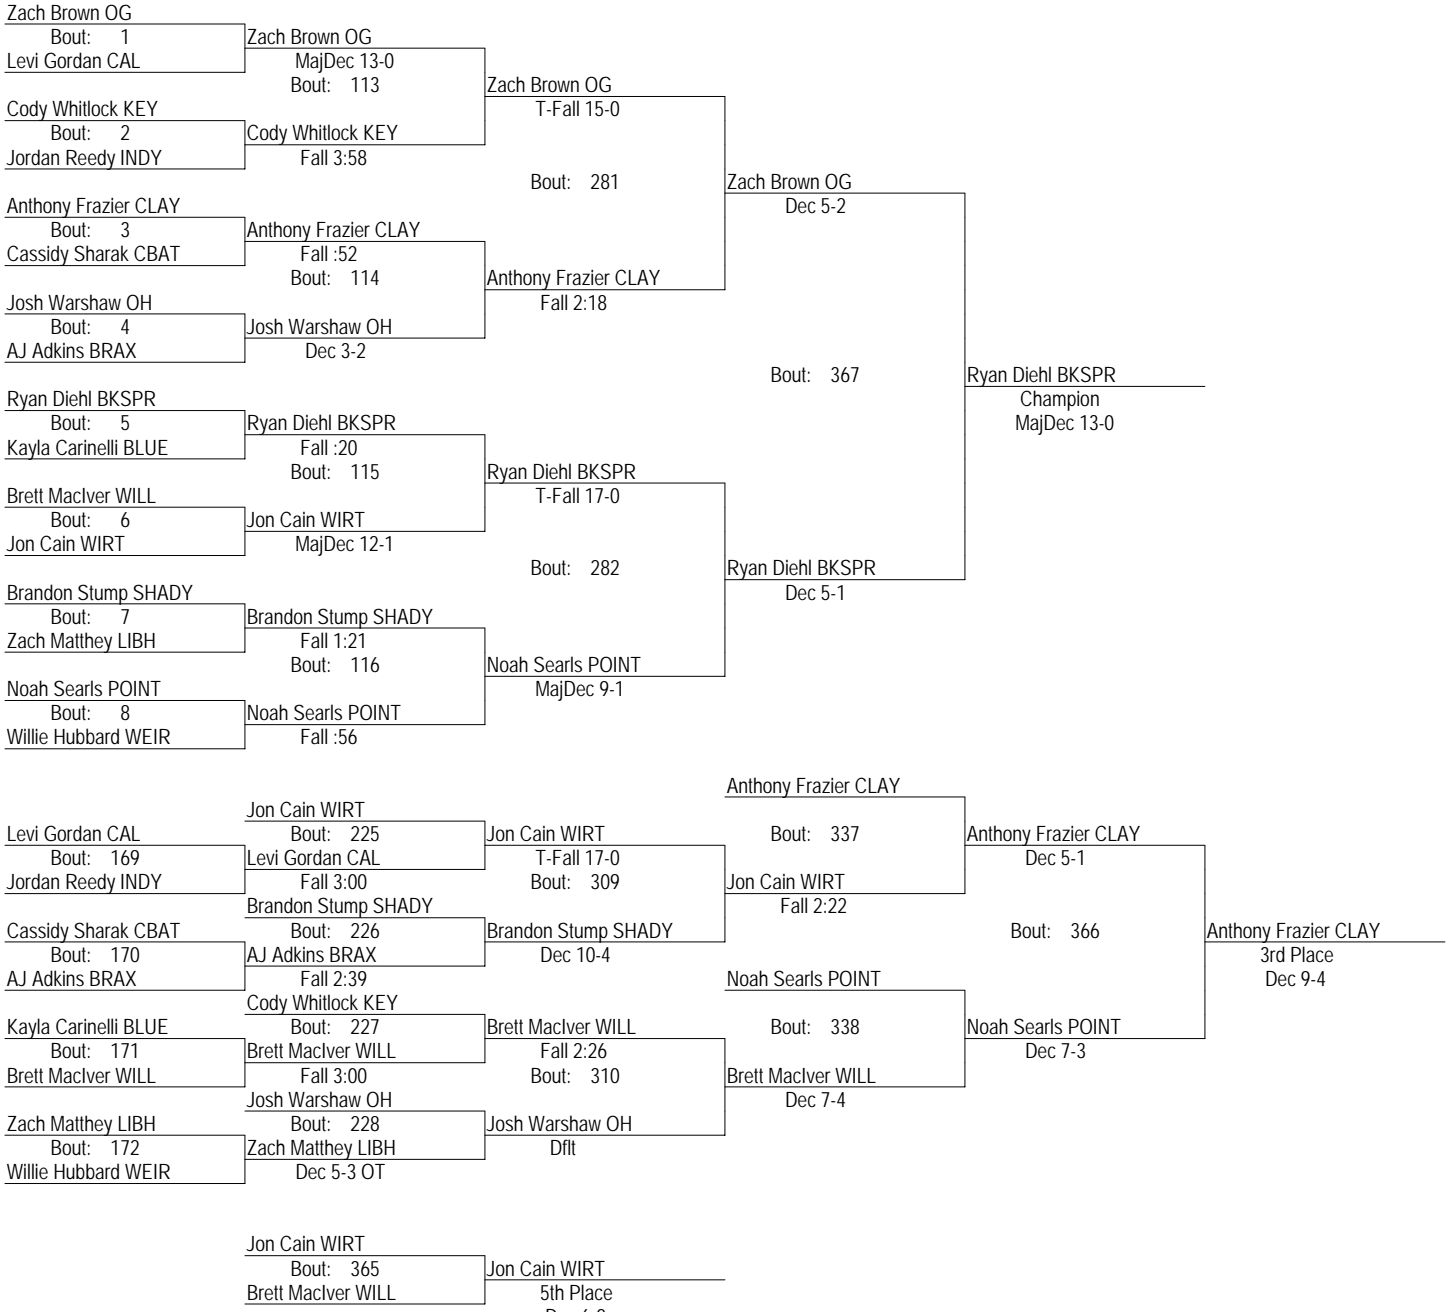 Zach Brown OG
Bout: 1
Levi Gordan CAL
Zach Brown OG
MajDec 13-0
Bout: 113
Cody Whitlock KEY
Bout: 2
Jordan Reedy INDY
Cody Whitlock KEY
Fall 3:58
Zach Brown OG
T-Fall 15-0
Bout: 281
Anthony Frazier CLAY
Bout: 3
Cassidy Sharak CBAT
Anthony Frazier CLAY
Fall :52
Bout: 114
Josh Warshaw OH
Bout: 4
AJ Adkins BRAX
Josh Warshaw OH
Dec 3-2
Anthony Frazier CLAY
Fall 2:18
Zach Brown OG
Dec 5-2
Bout: 367
Ryan Diehl BKSPR
Bout: 5
Kayla Carinelli BLUE
Ryan Diehl BKSPR
Fall :20
Bout: 115
Brett MacIver WILL
Bout: 6
Jon Cain WIRT
Jon Cain WIRT
MajDec 12-1
Ryan Diehl BKSPR
T-Fall 17-0
Bout: 282
Brandon Stump SHADY
Bout: 7
Zach Matthey LIBH
Brandon Stump SHADY
Fall 1:21
Bout: 116
Noah Searls POINT
Bout: 8
Willie Hubbard WEIR
Noah Searls POINT
Fall :56
Noah Searls POINT
MajDec 9-1
Ryan Diehl BKSPR
Dec 5-1
Ryan Diehl BKSPR
Champion
MajDec 13-0
Levi Gordan CAL
Bout: 169
Jordan Reedy INDY
Jon Cain WIRT
Bout: 225
Levi Gordan CAL
Fall 3:00
Cassidy Sharak CBAT
Bout: 170
AJ Adkins BRAX
Brandon Stump SHADY
Bout: 226
AJ Adkins BRAX
Fall 2:39
Jon Cain WIRT
T-Fall 17-0
Bout: 309
Brandon Stump SHADY
Dec 10-4
Anthony Frazier CLAY
Bout: 337
Jon Cain WIRT
Fall 2:22
Kayla Carinelli BLUE
Bout: 171
Brett MacIver WILL
Cody Whitlock KEY
Bout: 227
Brett MacIver WILL
Fall 3:00
Zach Matthey LIBH
Bout: 172
Willie Hubbard WEIR
Josh Warshaw OH
Bout: 228
Zach Matthey LIBH
Dec 5-3 OT
Brett MacIver WILL
Fall 2:26
Bout: 310
Josh Warshaw OH
Dflt
Noah Searls POINT
Bout: 338
Brett MacIver WILL
Dec 7-4
Anthony Frazier CLAY
Dec 5-1
Bout: 366
Noah Searls POINT
Dec 7-3
Anthony Frazier CLAY
3rd Place
Dec 9-4
Jon Cain WIRT
Bout: 365
Brett MacIver WILL
Jon Cain WIRT
5th Place